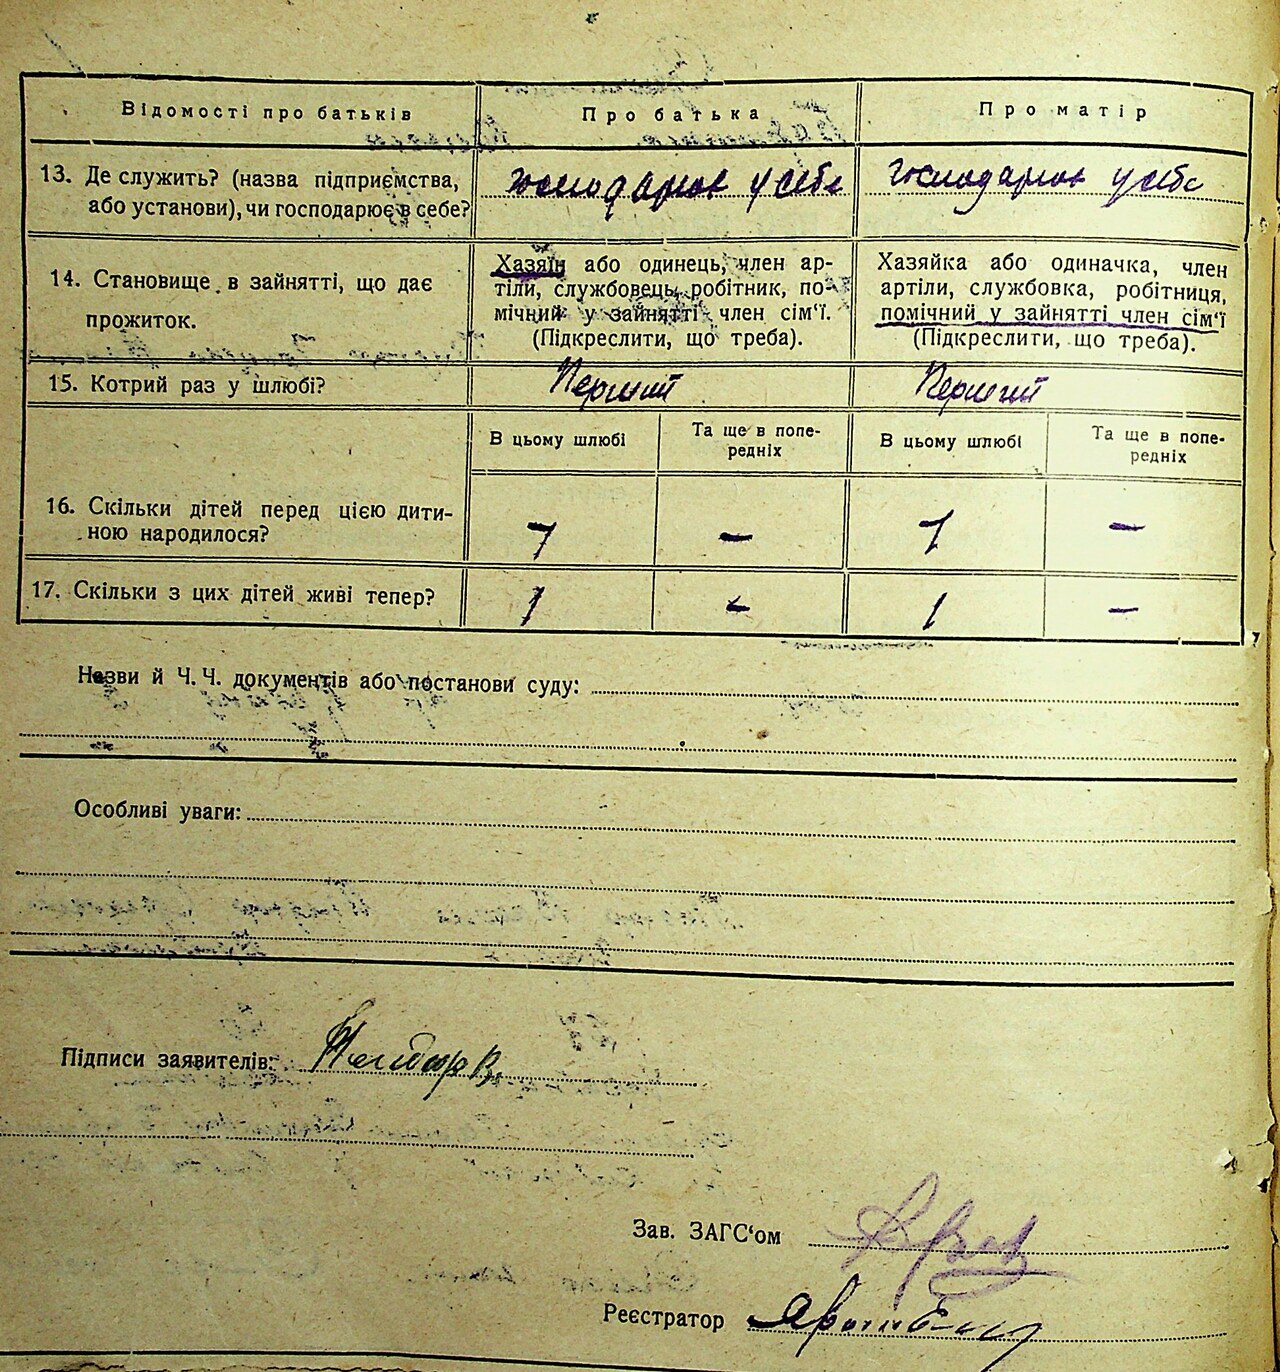 Відомості про батьків Про батька Про матір
13. Де служить? (назва підприємства, або установи), чи господарює в себе?
господарює у себе
господарює у себе
14. Становище в зайнятті, що дає прожиток.
Хазяїн або одинець, член ар-
тіли, службовець, робітник, по-
мічний у зайнятті член сім'ї.
(Підкреслити, що треба).
Хазяйка або одиначка, член
артіли, службовка, робітниця,
помічний у зайнятті член сім'ї
(Підкреслити, що треба).
15. Котрий раз у шлюбі? Перший Перший
В цьому шлюбі
Та ще в попе-
редніх
В цьому шлюбі
Та ще в попе-
редніх
16. Скільки дітей перед цією дити-
ною народилося? 1 — 1 —
17. Скільки з цих дітей живі тепер? 1 — 1 —
Назви й Ч. Ч. документів або постанови суду:
Особливі уваги:
Підписи заявителів:
Зав. ЗАГС'ом
Реєстратор